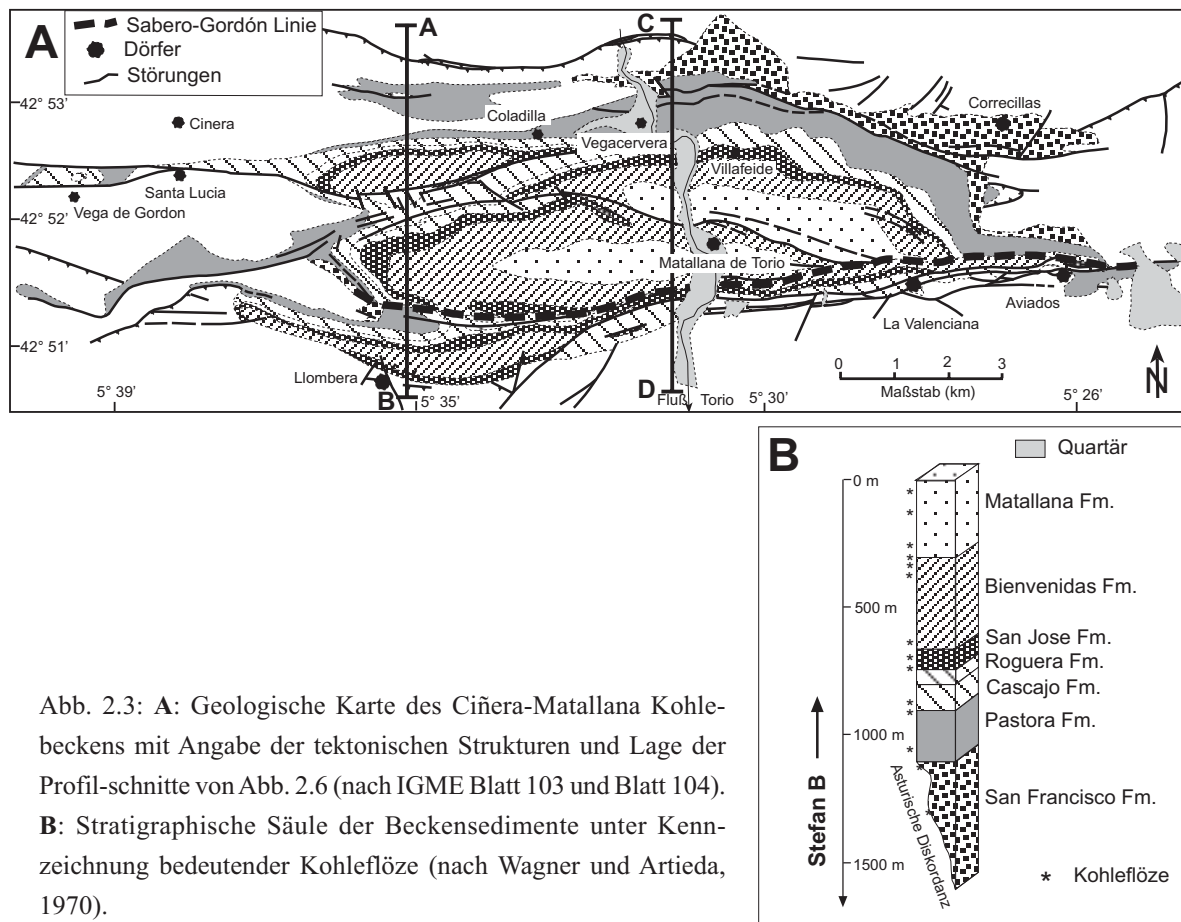 A
Sabero-Gordón Linie
Dörfer
Störungen
A
C
42° 53'
42° 52'
42° 51'
Cinera
Coladilla
Vegacervera
Correcillas
Santa Lucia
Villafeide
Vega de Gordon
Matallana de Torio
La Valenciana
Aviados
Llombera
B
D
Fluß Torio
0 1 2 3
Maßstab (km)
N
5° 39'
5° 35'
5° 30'
5° 26'
B
Quartär
0 m
Matallana Fm.
Bienvenidas Fm.
500 m
San Jose Fm.
Roguera Fm.
Cascajo Fm.
Pastora Fm.
1000 m
San Francisco Fm.
Stefan B
Asturische Diskordanz
1500 m
* Kohleflöze
Abb. 2.3: A: Geologische Karte des Ciñera-Matallana Kohle-
beckens mit Angabe der tektonischen Strukturen und Lage der
Profil-schnitte von Abb. 2.6 (nach IGME Blatt 103 und Blatt 104).
B: Stratigraphische Säule der Beckensedimente unter Kenn-
zeichnung bedeutender Kohleflöze (nach Wagner und Artieda,
1970).